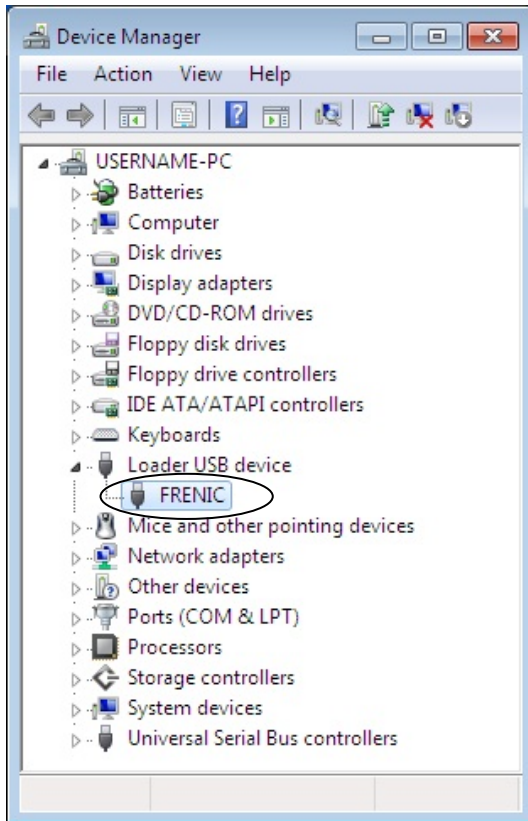 Device Manager
File Action View Help
USERNAME-PC
Batteries
Computer
Disk drives
Display adapters
DVD/CD-ROM drives
Floppy disk drives
Floppy drive controllers
IDE ATA/ATAPI controllers
Keyboards
Loader USB device
FRENIC
Mice and other pointing devices
Network adapters
Other devices
Ports (COM & LPT)
Processors
Storage controllers
System devices
Universal Serial Bus controllers